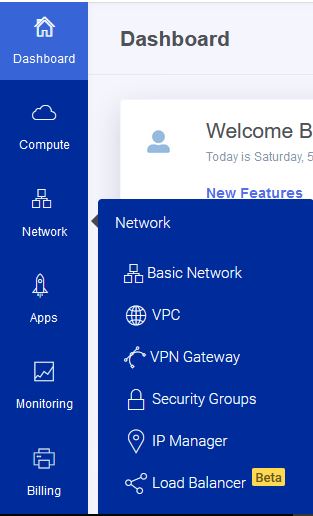 Dashboard
Compute
Network
Apps
Monitoring
Billing
Dashboard
Welcome B
Today is Saturday, 5
New Features
Network
Basic Network
VPC
VPN Gateway
Security Groups
IP Manager
Load Balancer Beta